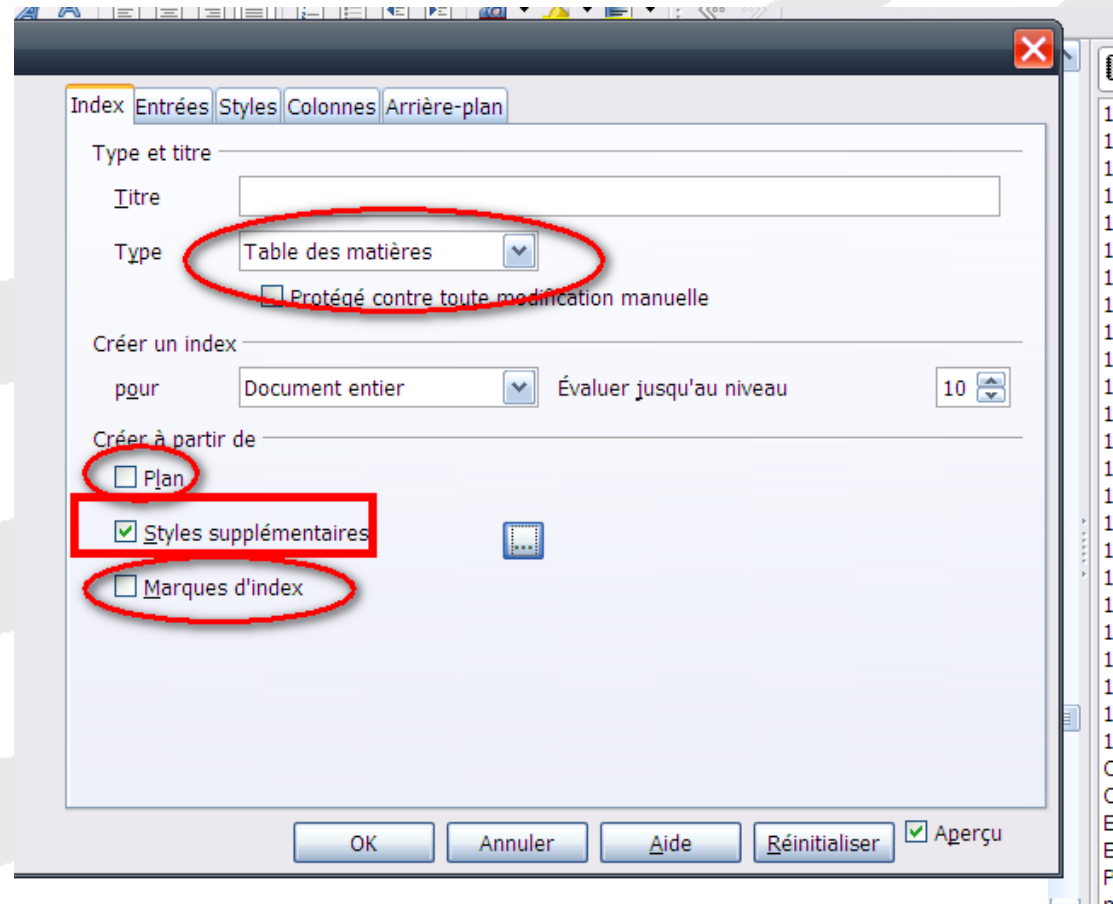 Index Entrées Styles Colonnes Arrière-plan
Type et titre
Titre
Type Table des matières
Protégé contre toute modification manuelle
Créer un index
pour Document entier Évaluer jusqu'au niveau 10
Créer à partir de
Plan
Styles supplémentaires ...
Marques d'index
OK Annuler Aide Réinitialiser Aperçu